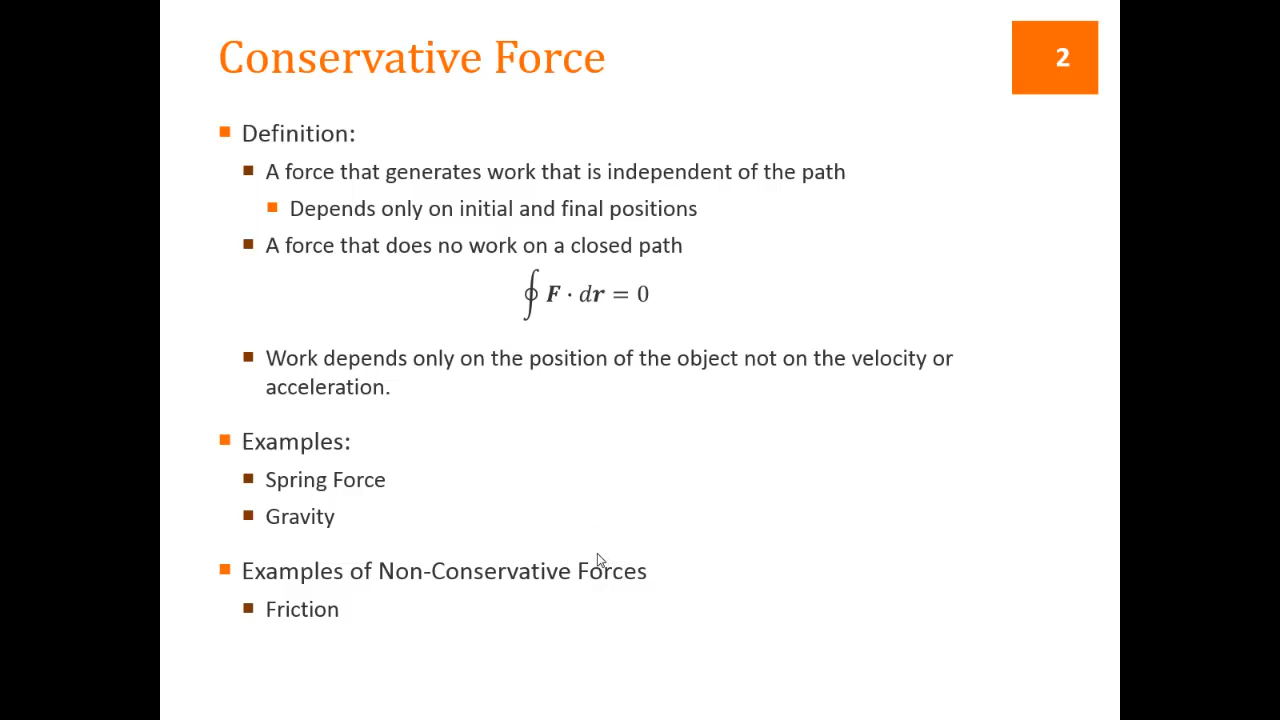 Conservative Force
2
Definition:
A force that generates work that is independent of the path
Depends only on initial and final positions
A force that does no work on a closed path
∮ F · dr = 0
Work depends only on the position of the object not on the velocity or
acceleration.
Examples:
Spring Force
Gravity
Examples of Non-Conservative Forces
Friction